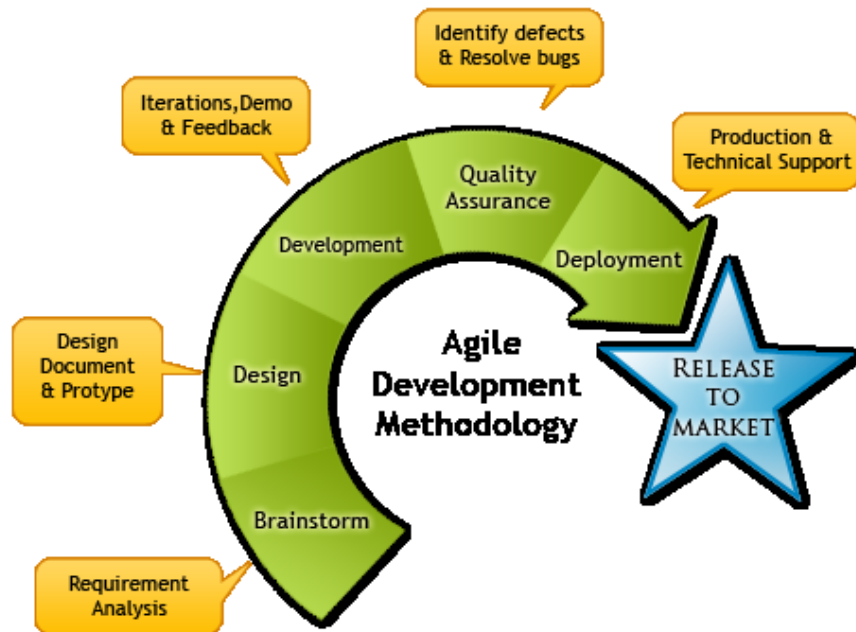 Identify defects
& Resolve bugs
Iterations,Demo
& Feedback
Production &
Technical Support
Quality
Assurance
Development
Deployment
Design
Document
& Protype
Design
Agile
Development
Methodology
RELEASE
TO
MARKET
Brainstorm
Requirement
Analysis